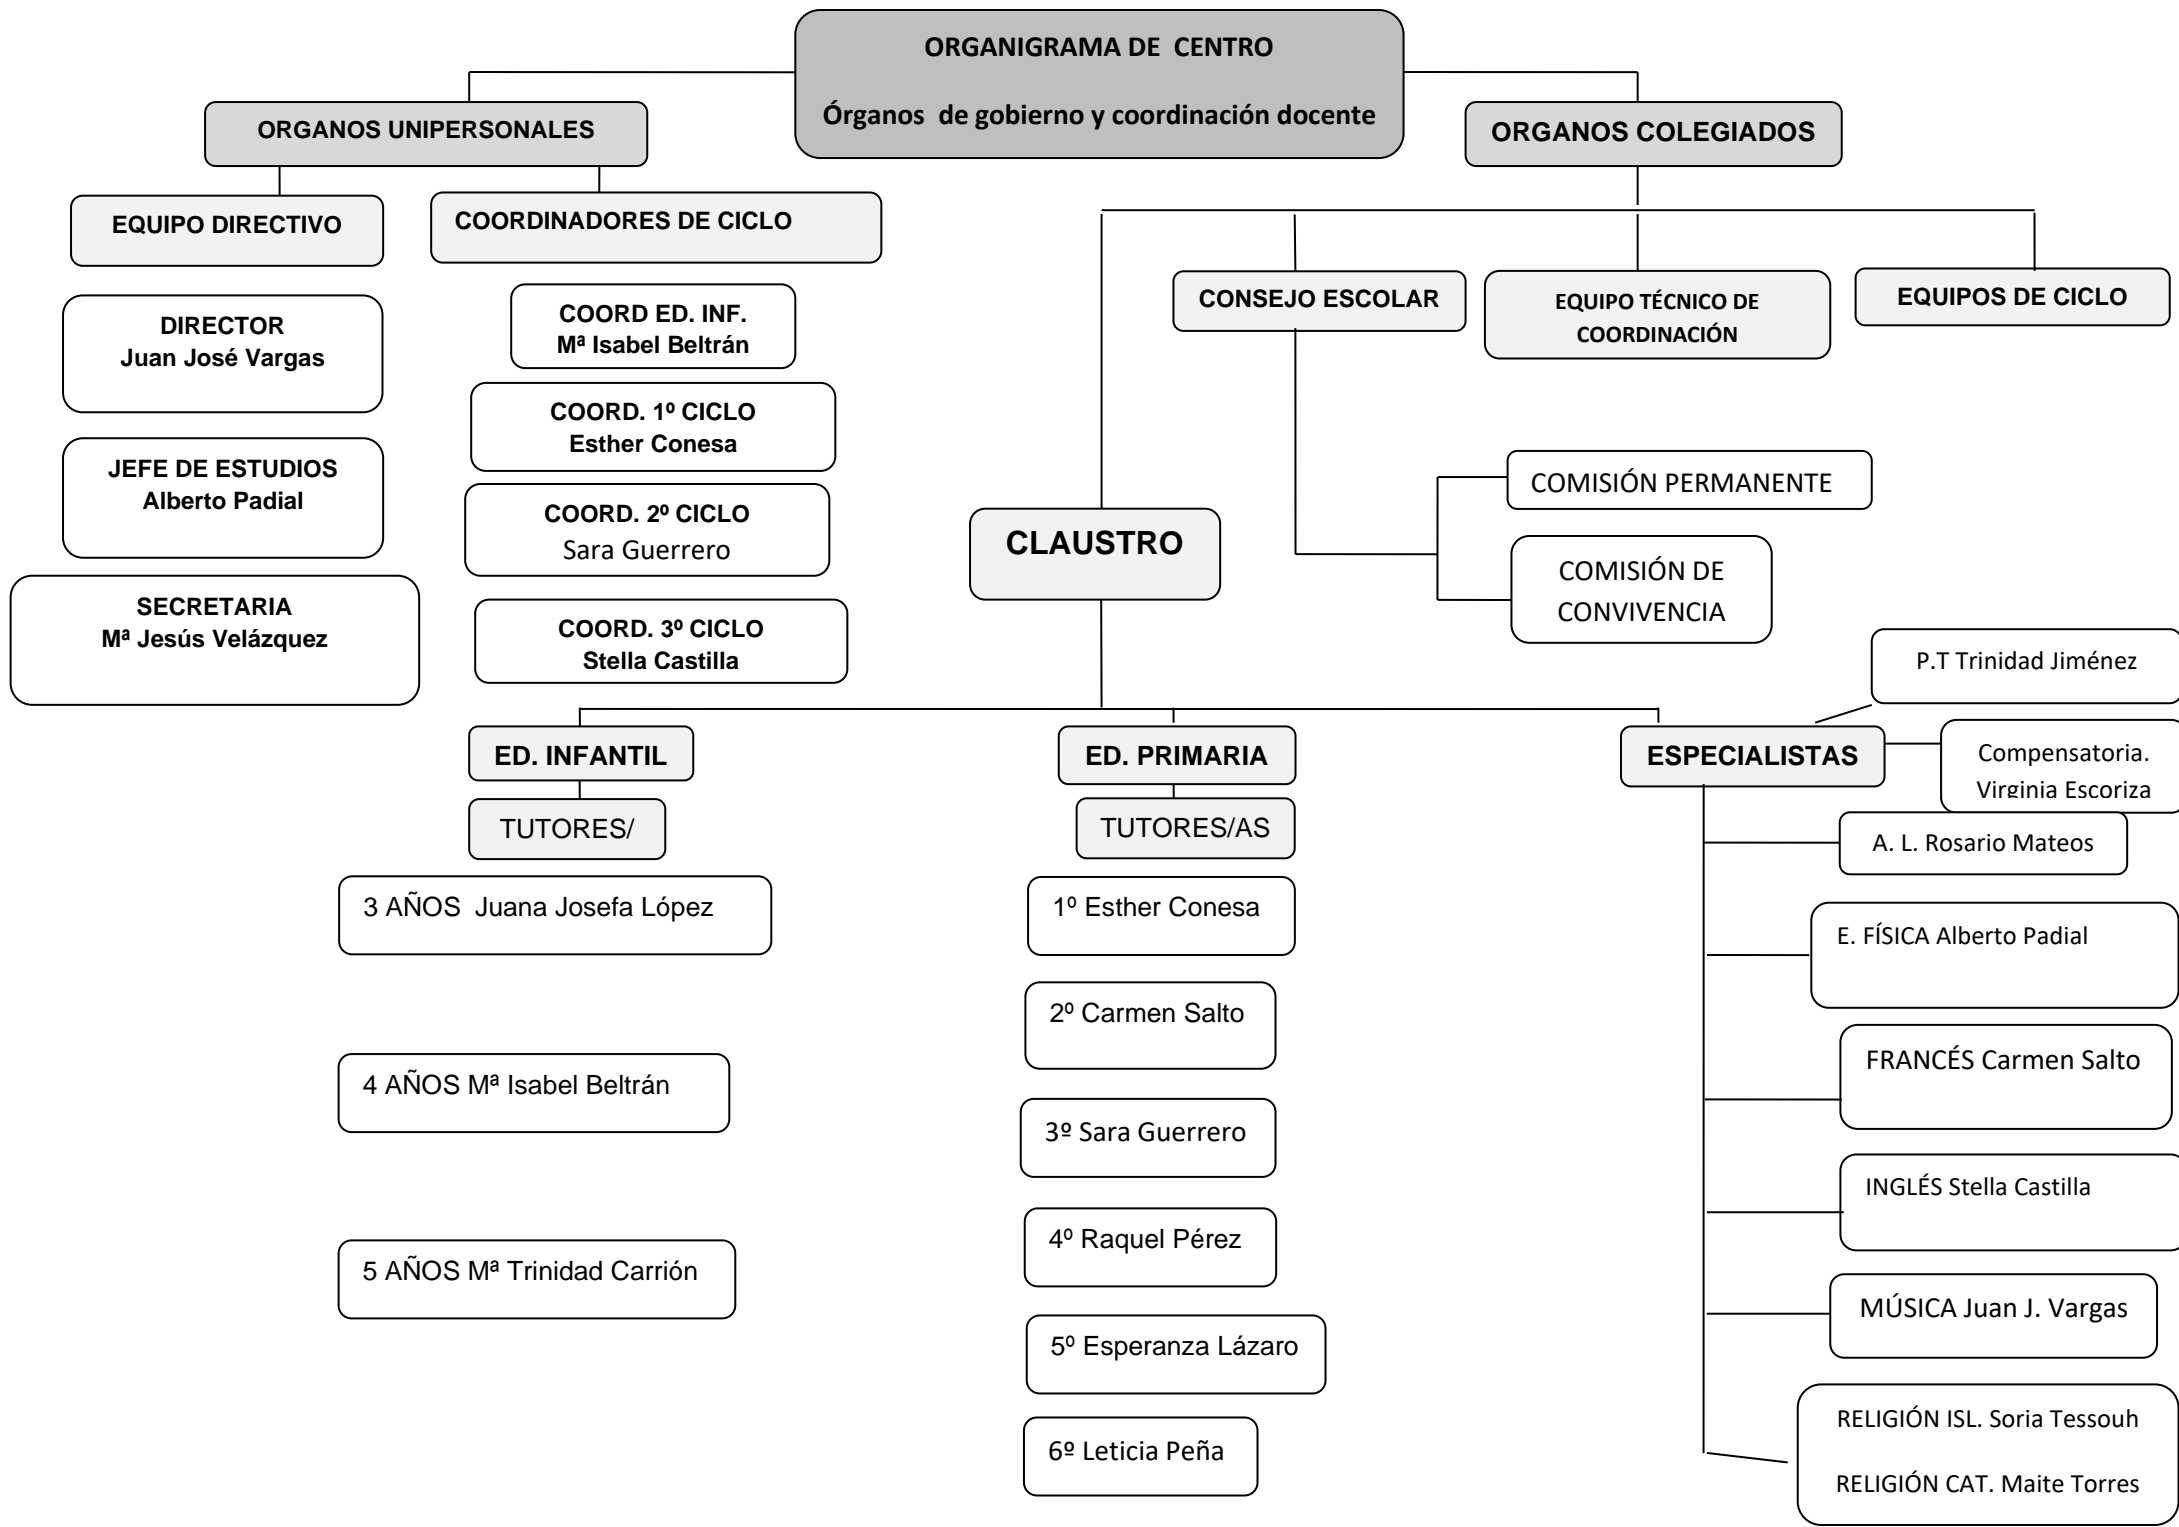 ORGANIGRAMA DE CENTRO
Órganos de gobierno y coordinación docente
ORGANOS UNIPERSONALES
ORGANOS COLEGIADOS
EQUIPO DIRECTIVO
COORDINADORES DE CICLO
DIRECTOR
Juan José Vargas
JEFE DE ESTUDIOS
Alberto Padial
SECRETARIA
Mª Jesús Velázquez
COORD ED. INF.
Mª Isabel Beltrán
COORD. 1º CICLO
Esther Conesa
COORD. 2º CICLO
Sara Guerrero
COORD. 3º CICLO
Stella Castilla
CONSEJO ESCOLAR
EQUIPO TÉCNICO DE
COORDINACIÓN
EQUIPOS DE CICLO
COMISIÓN PERMANENTE
COMISIÓN DE
CONVIVENCIA
CLAUSTRO
ED. INFANTIL
TUTORES/
3 AÑOS Juana Josefa López
4 AÑOS Mª Isabel Beltrán
5 AÑOS Mª Trinidad Carrión
ED. PRIMARIA
TUTORES/AS
1º Esther Conesa
2º Carmen Salto
3º Sara Guerrero
4º Raquel Pérez
5º Esperanza Lázaro
6º Leticia Peña
ESPECIALISTAS
P.T Trinidad Jiménez
Compensatoria.
Virginia Escoriza
A. L. Rosario Mateos
E. FÍSICA Alberto Padial
FRANCÉS Carmen Salto
INGLÉS Stella Castilla
MÚSICA Juan J. Vargas
RELIGIÓN ISL. Soria Tessouh
RELIGIÓN CAT. Maite Torres